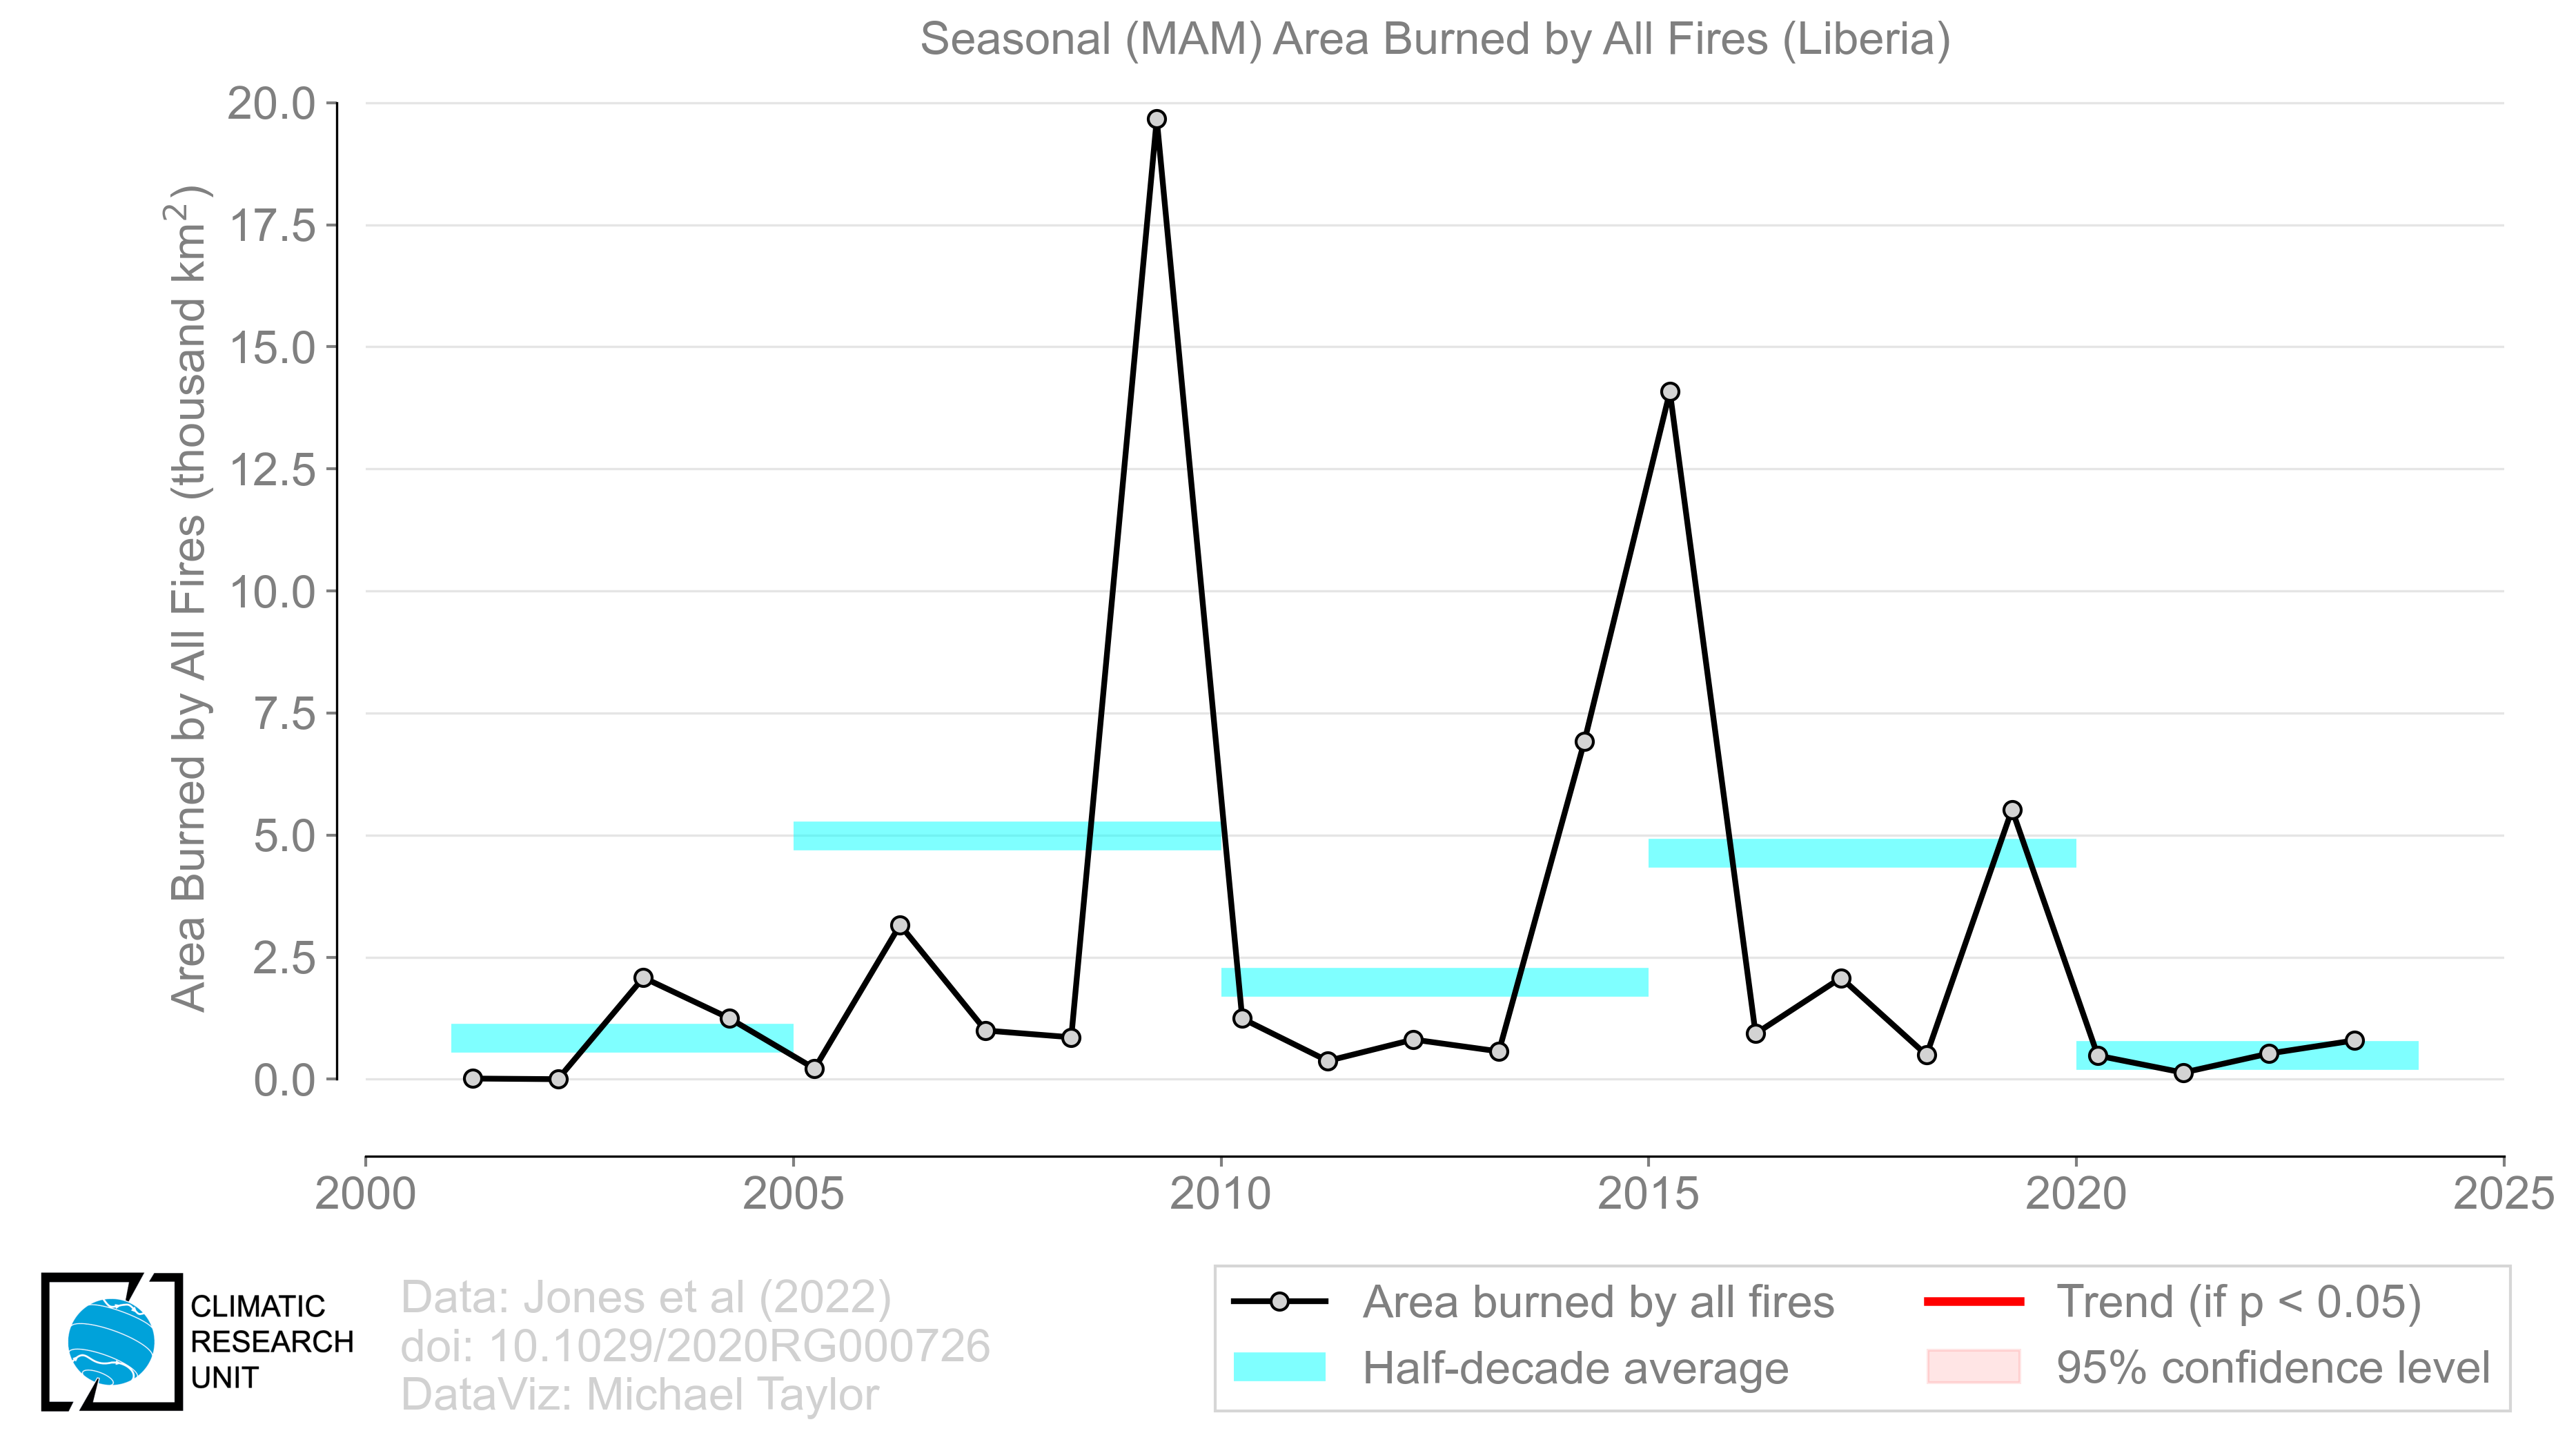 Seasonal (MAM) Area Burned by All Fires (Liberia)
Area Burned by All Fires (thousand km²)
20.0
17.5
15.0
12.5
10.0
7.5
5.0
2.5
0.0
2000 2005 2010 2015 2020 2025
CLIMATIC
RESEARCH
UNIT
Data: Jones et al (2022)
doi: 10.1029/2020RG000726
DataViz: Michael Taylor
Area burned by all fires
Half-decade average
Trend (if p < 0.05)
95% confidence level